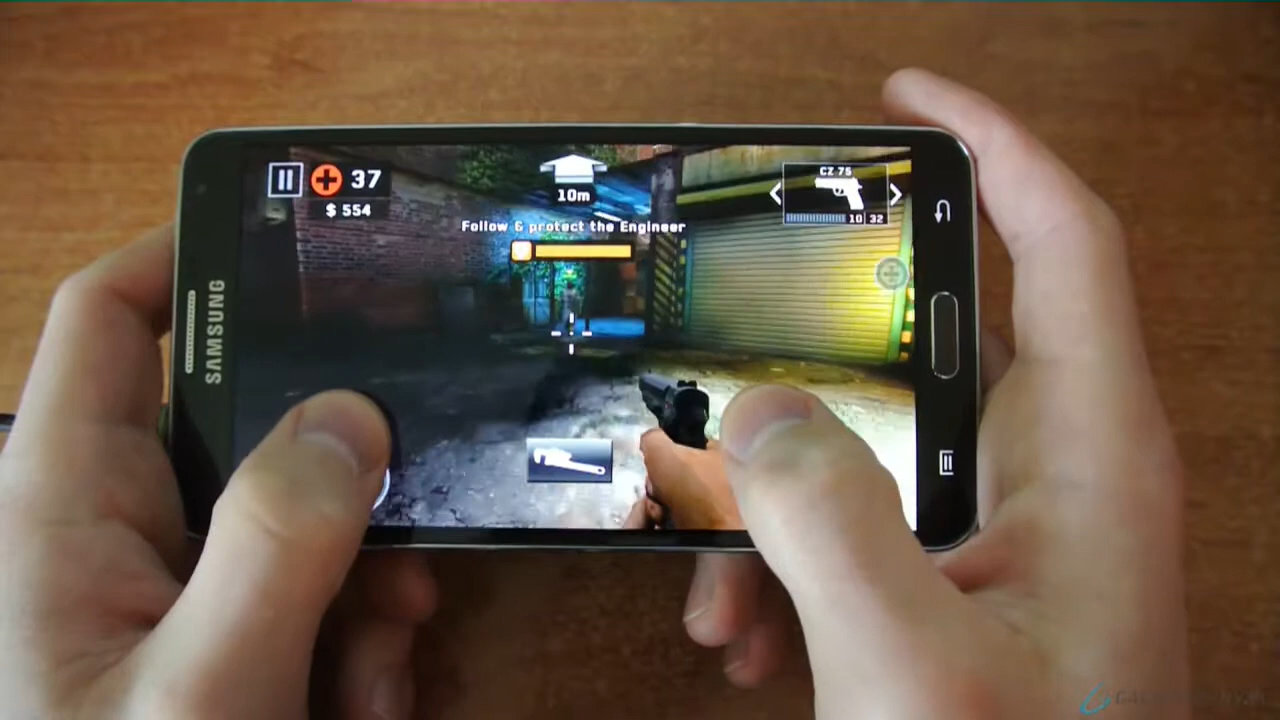 37
$ 554
10m
Follow & protect the Engineer
CZ 75
10 32
SAMSUNG